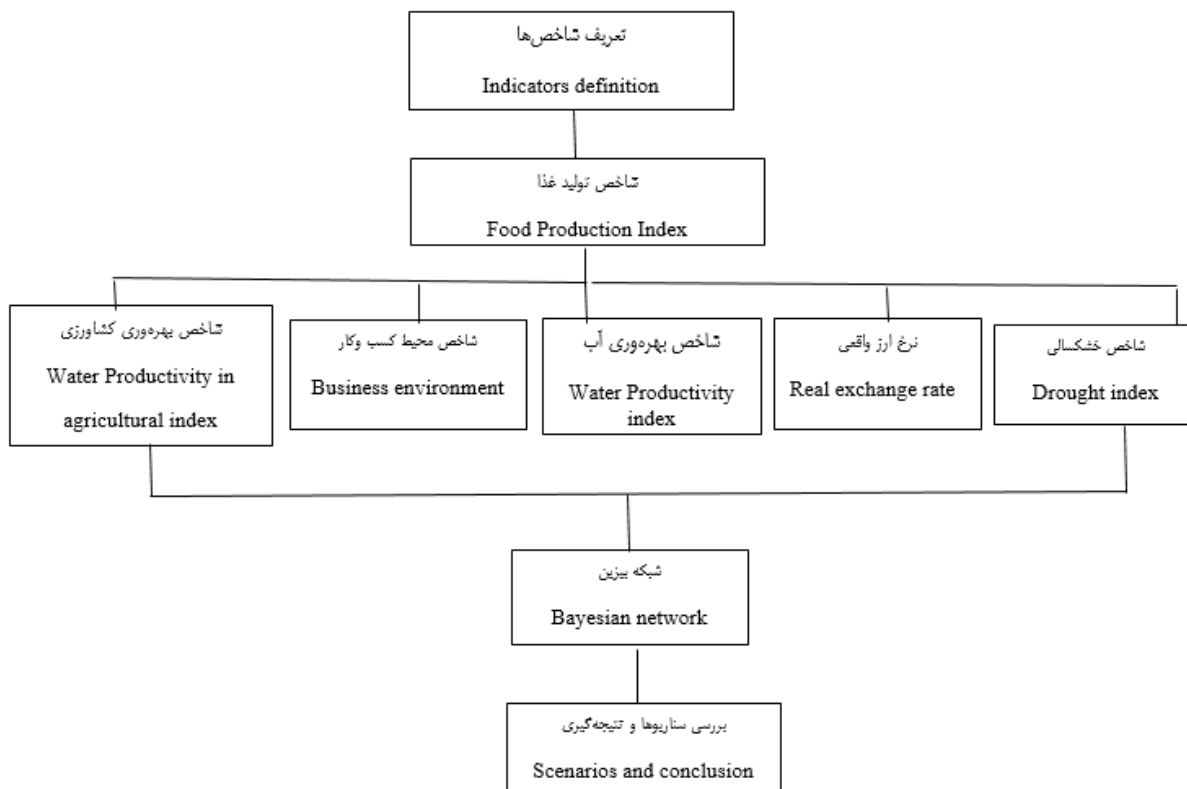 تعریف شاخص‌ها
Indicators definition
شاخص تولید غذا
Food Production Index
شاخص بهره‌وری کشاورزی
Water Productivity in
agricultural index
شاخص محیط کسب وکار
Business environment
شاخص بهره‌وری آب
Water Productivity
index
نرخ ارز واقعی
Real exchange rate
شاخص خشکسالی
Drought index
شبکه بیزین
Bayesian network
بررسی سناریوها و نتیجه‌گیری
Scenarios and conclusion